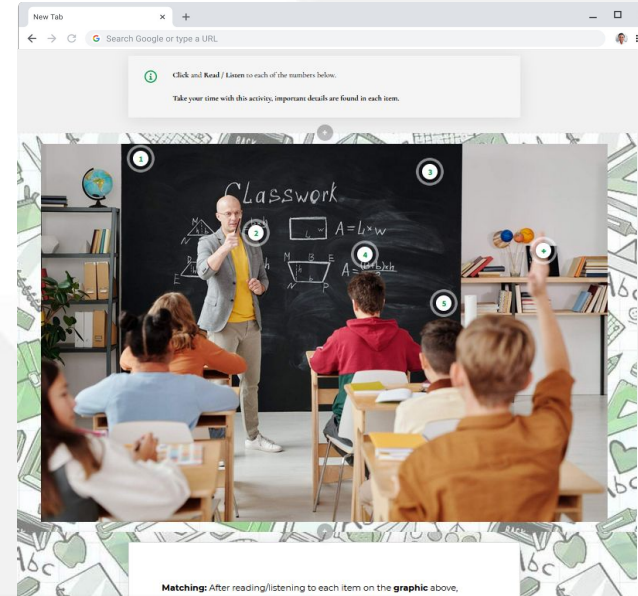 New Tab
Search Google or type a URL
Click and Read / Listen to each of the numbers below.
Take your time with this activity, important details are found in each item.
1
3
Classwork
2
A=L×w
4
5
+
Matching: After reading/listening to each item on the graphic above,